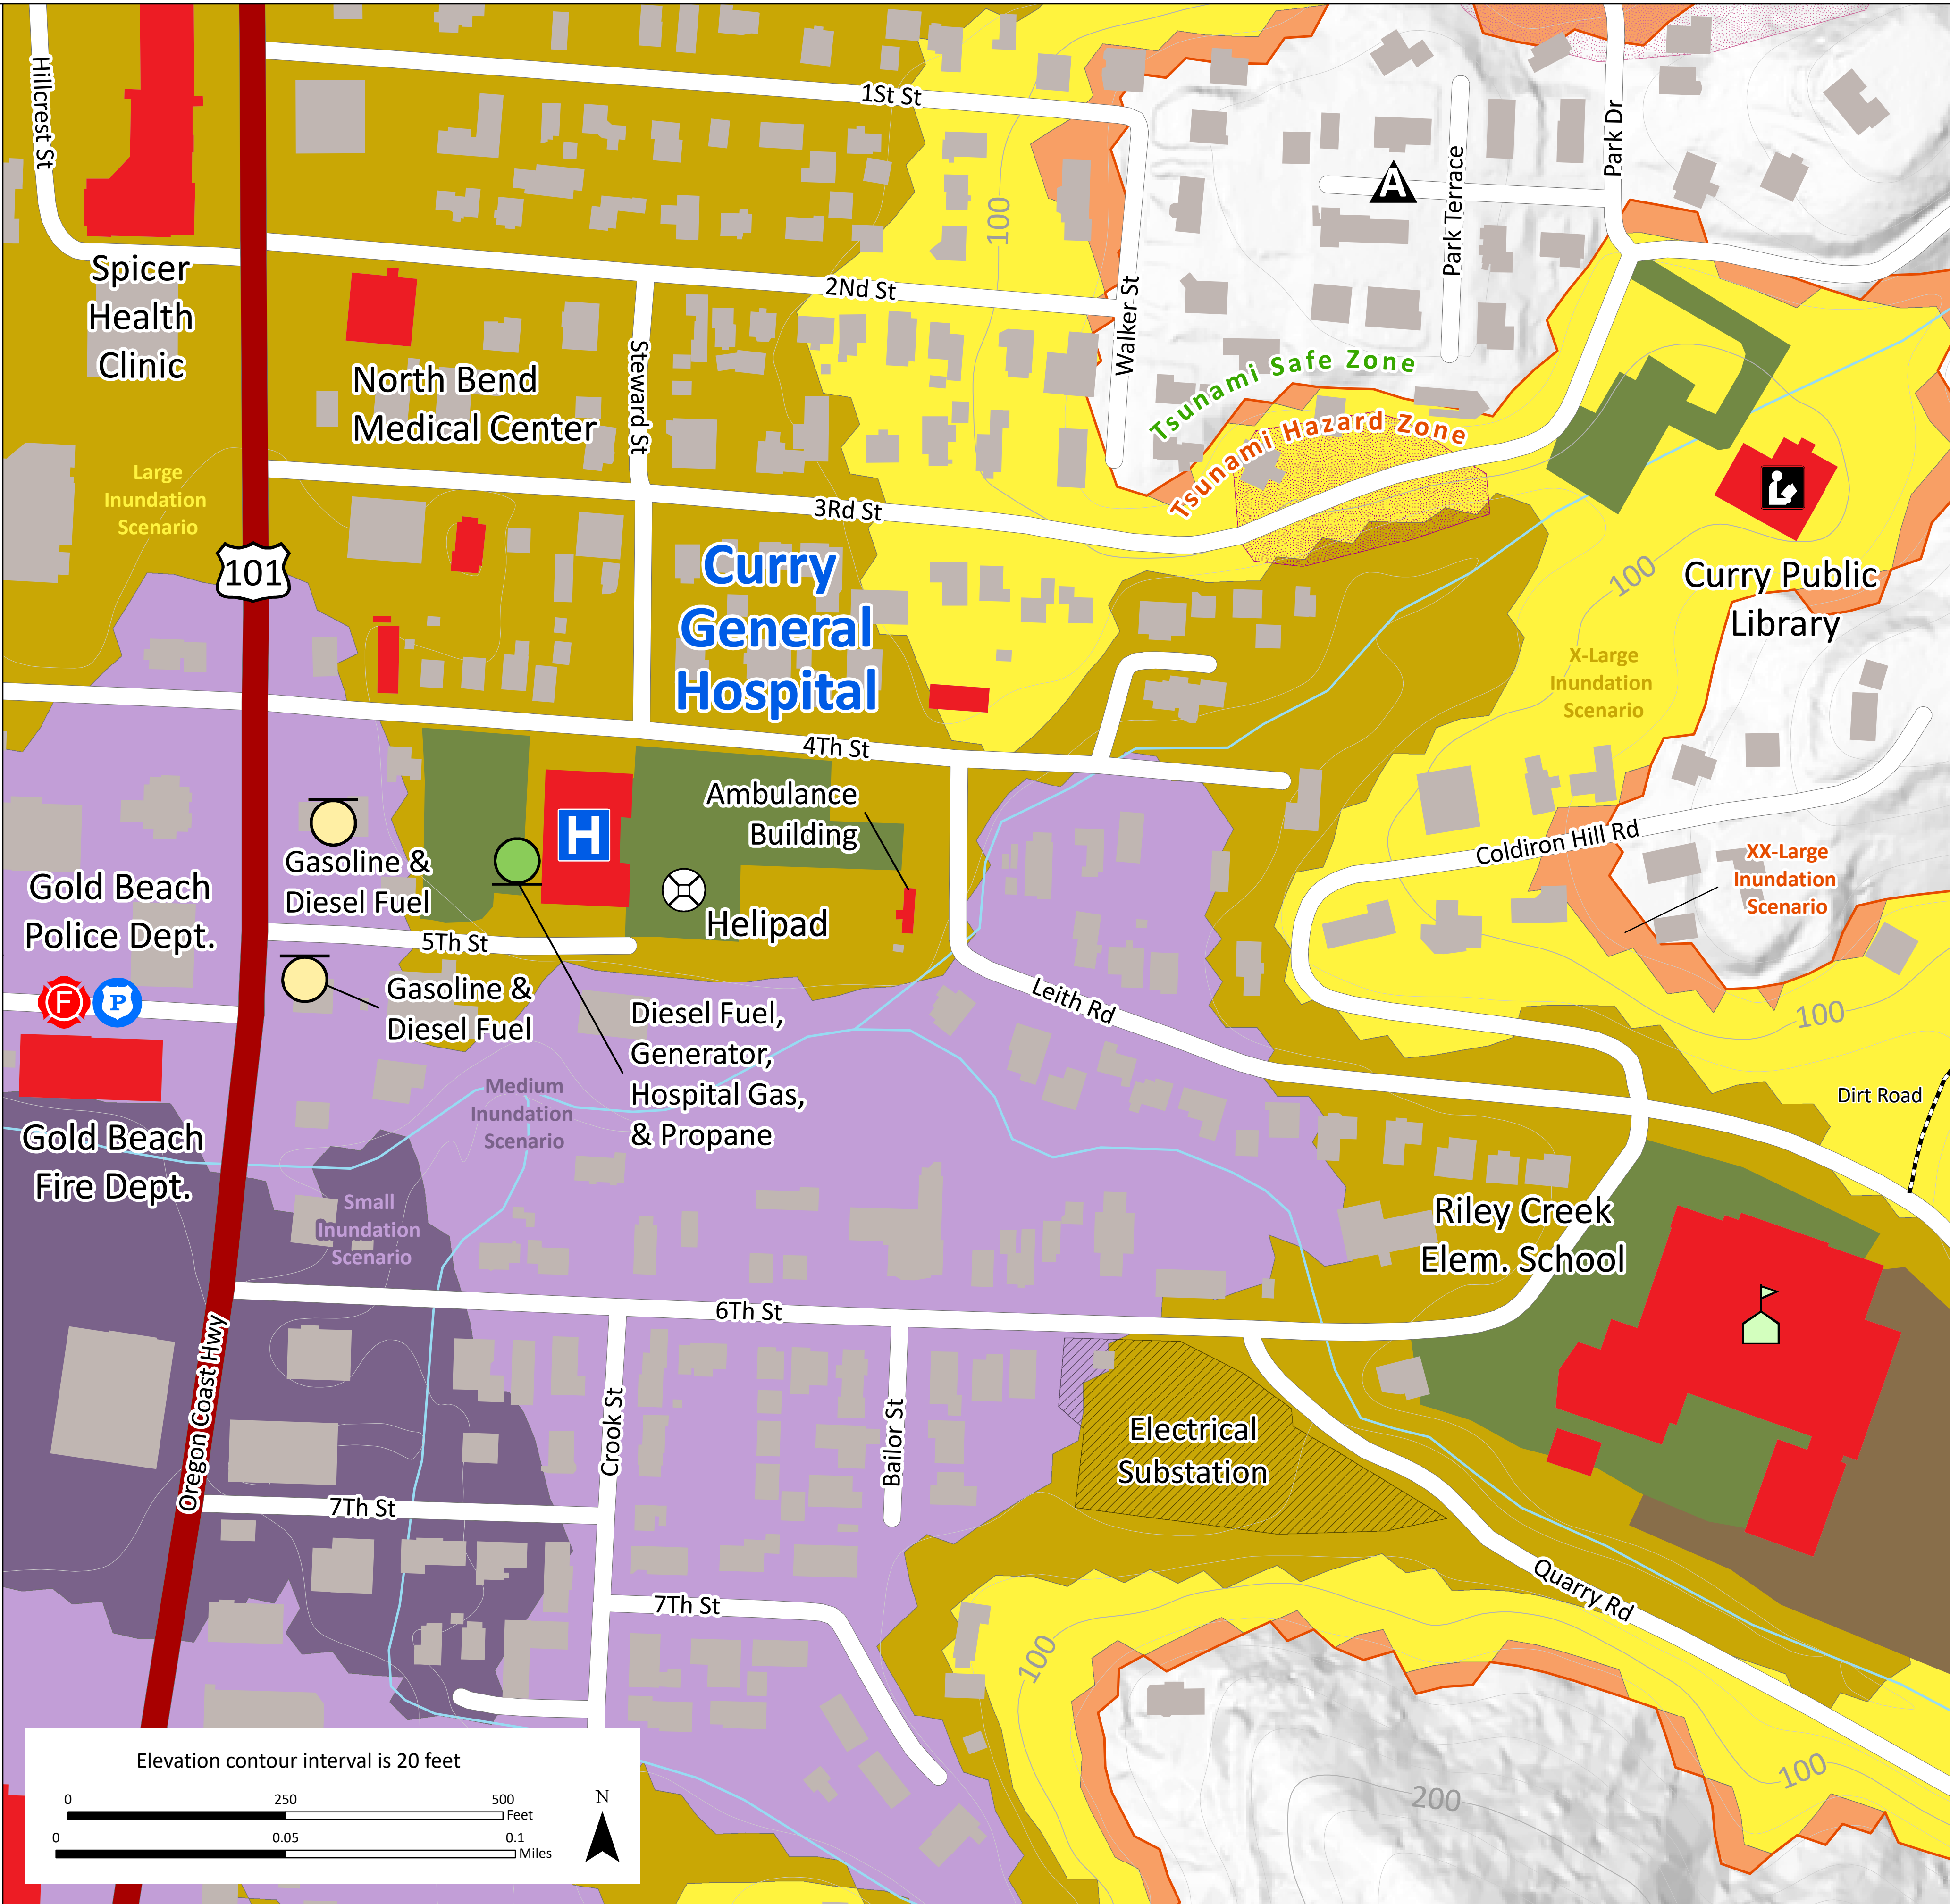 Hillcrest St
1St St
Park Dr
A
Park Terrace
100
Spicer
Health
Clinic
2Nd St
Walker St
Steward St
North Bend
Medical Center
Tsunami Safe Zone
Tsunami Hazard Zone
Large
Inundation
Scenario
3Rd St
101
Curry
General
Hospital
100
Curry Public
Library
X-Large
Inundation
Scenario
4Th St
Ambulance
Building
H
Gasoline &
Diesel Fuel
Coldiron Hill Rd
XX-Large
Inundation
Scenario
Gold Beach
Police Dept.
Helipad
5Th St
F
P
Gasoline &
Diesel Fuel
Leith Rd
100
Diesel Fuel,
Generator,
Hospital Gas,
& Propane
Medium
Inundation
Scenario
Dirt Road
Gold Beach
Fire Dept.
Small
Inundation
Scenario
Riley Creek
Elem. School
6Th St
Oregon Coast Hwy
Crook St
Bailor St
Electrical
Substation
7Th St
7Th St
Quarry Rd
100
100
200
Elevation contour interval is 20 feet
0 250 500
Feet
0 0.05 0.1
Miles
N